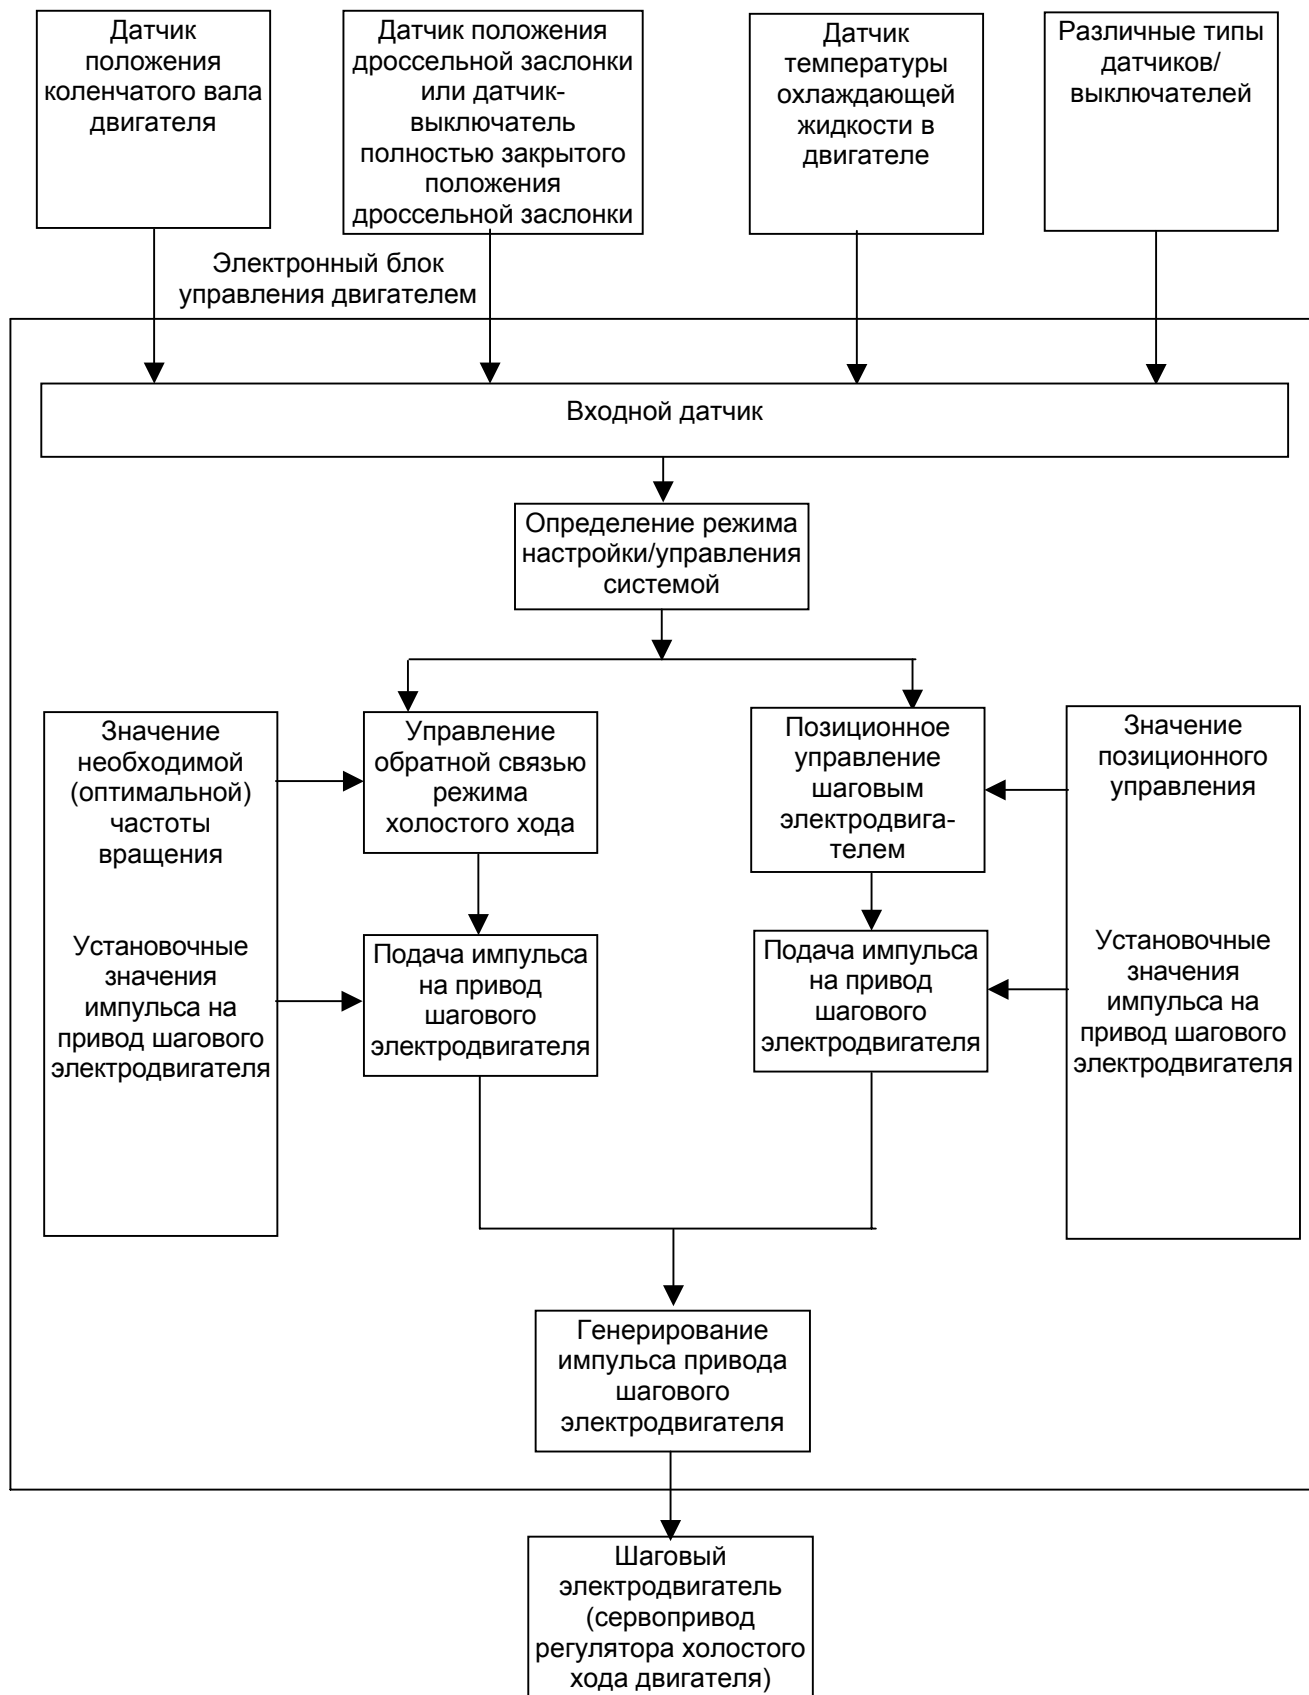 Датчик
положения
коленчатого вала
двигателя
Датчик положения
дроссельной заслонки
или датчик-
выключатель
полностью закрытого
положения
дроссельной заслонки
Датчик
температуры
охлаждающей
жидкости в
двигателе
Различные типы
датчиков/
выключателей
Электронный блок
управления двигателем
Входной датчик
Определение режима
настройки/управления
системой
Значение
необходимой
(оптимальной)
частоты
вращения
Установочные
значения
импульса на
привод шагового
электродвигателя
Управление
обратной связью
режима
холостого хода
Позиционное
управление
шаговым
электродвига-
телем
Значение
позиционного
управления
Установочные
значения
импульса на
привод шагового
электродвигателя
Подача импульса
на привод
шагового
электродвигателя
Подача импульса
на привод
шагового
электродвигателя
Генерирование
импульса привода
шагового
электродвигателя
Шаговый
электродвигатель
(сервопривод
регулятора холостого
хода двигателя)